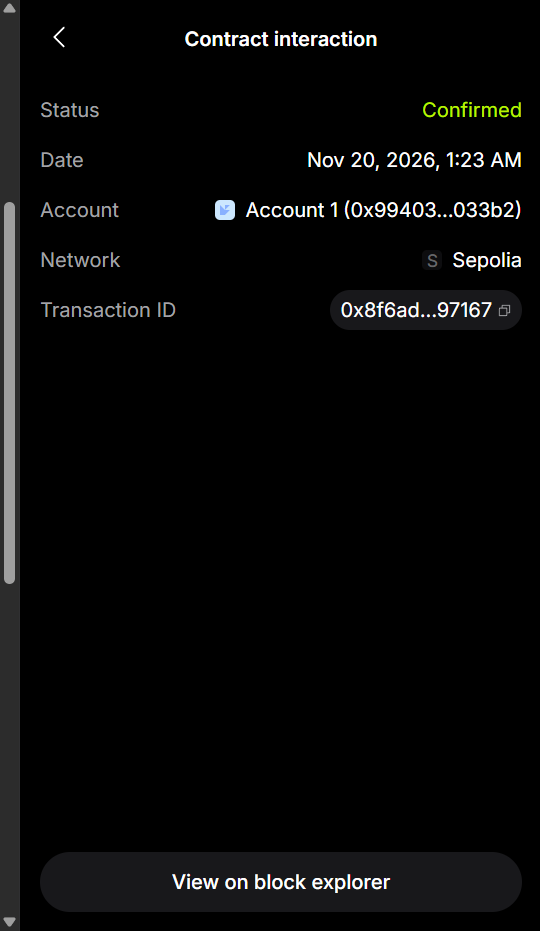 Contract interaction
Status Confirmed
Date Nov 20, 2026, 1:23 AM
Account Account 1 (0x99403...033b2)
Network S Sepolia
Transaction ID 0x8f6ad...97167
View on block explorer